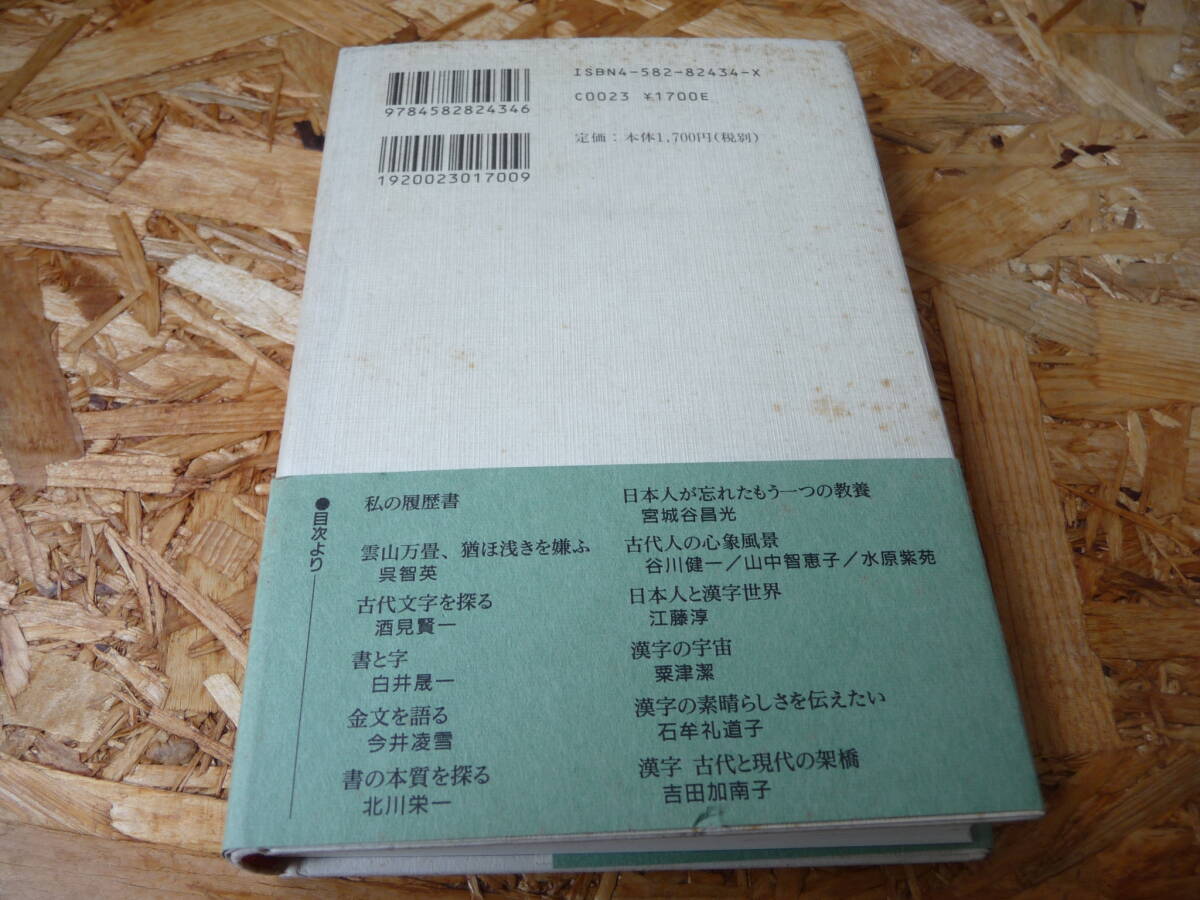 ISBN4-582-82434-X
C0023 ¥1700E
定価：本体1,700円(税別)
9784582824346
1920023017009
●目次より
私の履歴書
雲山万畳、猶ほ浅きを嫌ふ
呉智英
古代文字を探る
酒見賢一
書と字
白井晟一
金文を語る
今井凌雪
書の本質を探る
北川栄一
日本人が忘れたもう一つの教養
宮城谷昌光
古代人の心象風景
谷川健一／山中智恵子／水原紫苑
日本人と漢字世界
江藤淳
漢字の宇宙
粟津潔
漢字の素晴らしさを伝えたい
石牟礼道子
漢字 古代と現代の架橋
吉田加南子